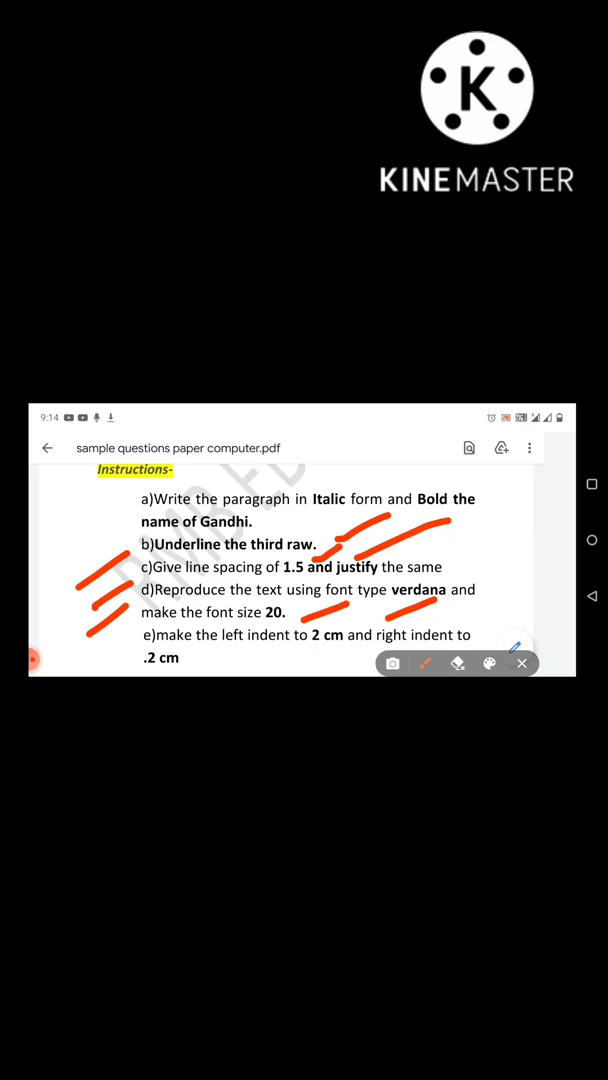 K
KINEMASTER
9:14
sample questions paper computer.pdf
Instructions-
a)Write the paragraph in Italic form and Bold the
name of Gandhi.
b)Underline the third raw.
c)Give line spacing of 1.5 and justify the same
d)Reproduce the text using font type verdana and
make the font size 20.
e)make the left indent to 2 cm and right indent to
.2 cm
RMB ED